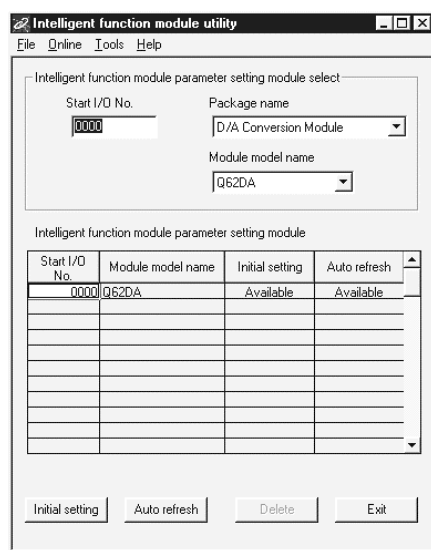 Intelligent function module utility
File Online Tools Help
Intelligent function module parameter setting module select
Start I/O No. Package name
0000 D/A Conversion Module
Module model name
Q62DA
Intelligent function module parameter setting module
Start I/O No. Module model name Initial setting Auto refresh
0000 Q62DA Available Available
Initial setting Auto refresh Delete Exit